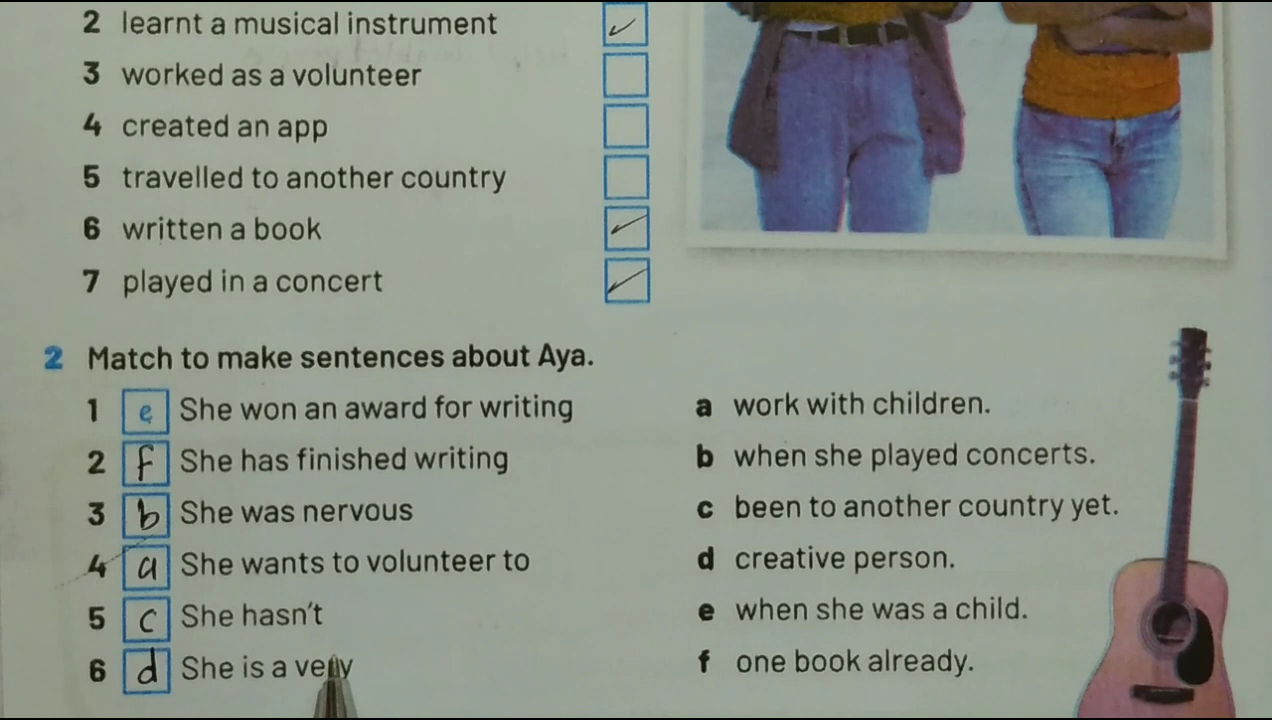 2 learnt a musical instrument ✓
3 worked as a volunteer
4 created an app
5 travelled to another country
6 written a book ✓
7 played in a concert ✓
2 Match to make sentences about Aya.
1 e She won an award for writing
a work with children.
2 f She has finished writing
b when she played concerts.
3 b She was nervous
c been to another country yet.
4 a She wants to volunteer to
d creative person.
5 c She hasn't
e when she was a child.
6 d She is a very
f one book already.